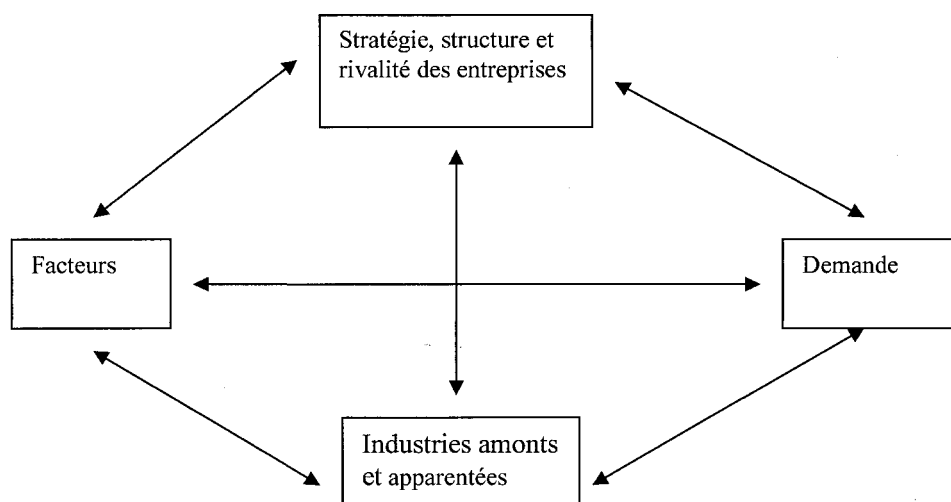 Stratégie, structure et
rivalité des entreprises
Facteurs
Demande
Industries amonts
et apparentées